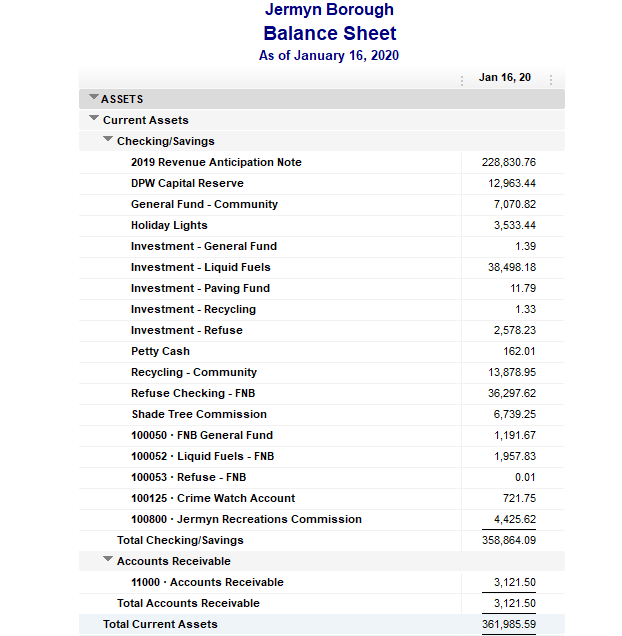 Jermyn Borough
Balance Sheet
As of January 16, 2020
Jan 16, 20
ASSETS
Current Assets
Checking/Savings
2019 Revenue Anticipation Note 228,830.76
DPW Capital Reserve 12,963.44
General Fund - Community 7,070.82
Holiday Lights 3,533.44
Investment - General Fund 1.39
Investment - Liquid Fuels 38,498.18
Investment - Paving Fund 11.79
Investment - Recycling 1.33
Investment - Refuse 2,578.23
Petty Cash 162.01
Recycling - Community 13,878.95
Refuse Checking - FNB 36,297.62
Shade Tree Commission 6,739.25
100050 · FNB General Fund 1,191.67
100052 · Liquid Fuels - FNB 1,957.83
100053 · Refuse - FNB 0.01
100125 · Crime Watch Account 721.75
100800 · Jermyn Recreations Commission 4,425.62
Total Checking/Savings 358,864.09
Accounts Receivable
11000 · Accounts Receivable 3,121.50
Total Accounts Receivable 3,121.50
Total Current Assets 361,985.59